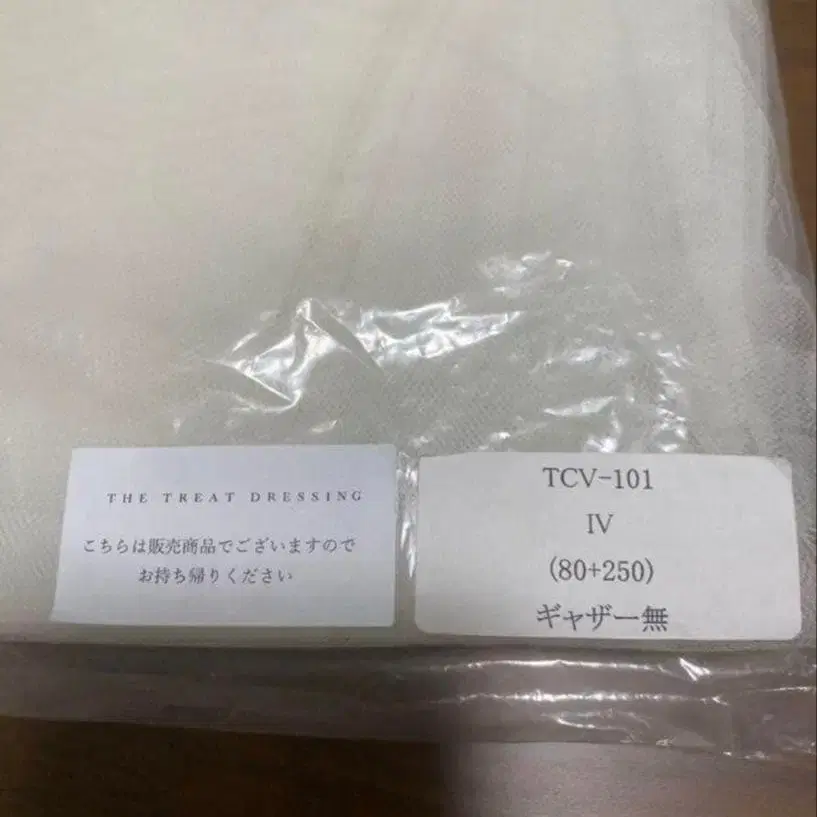 THE TREAT DRESSING
こちらは販売商品でございますので
お持ち帰りください
TCV-101
IV
(80+250)
ギャザー無